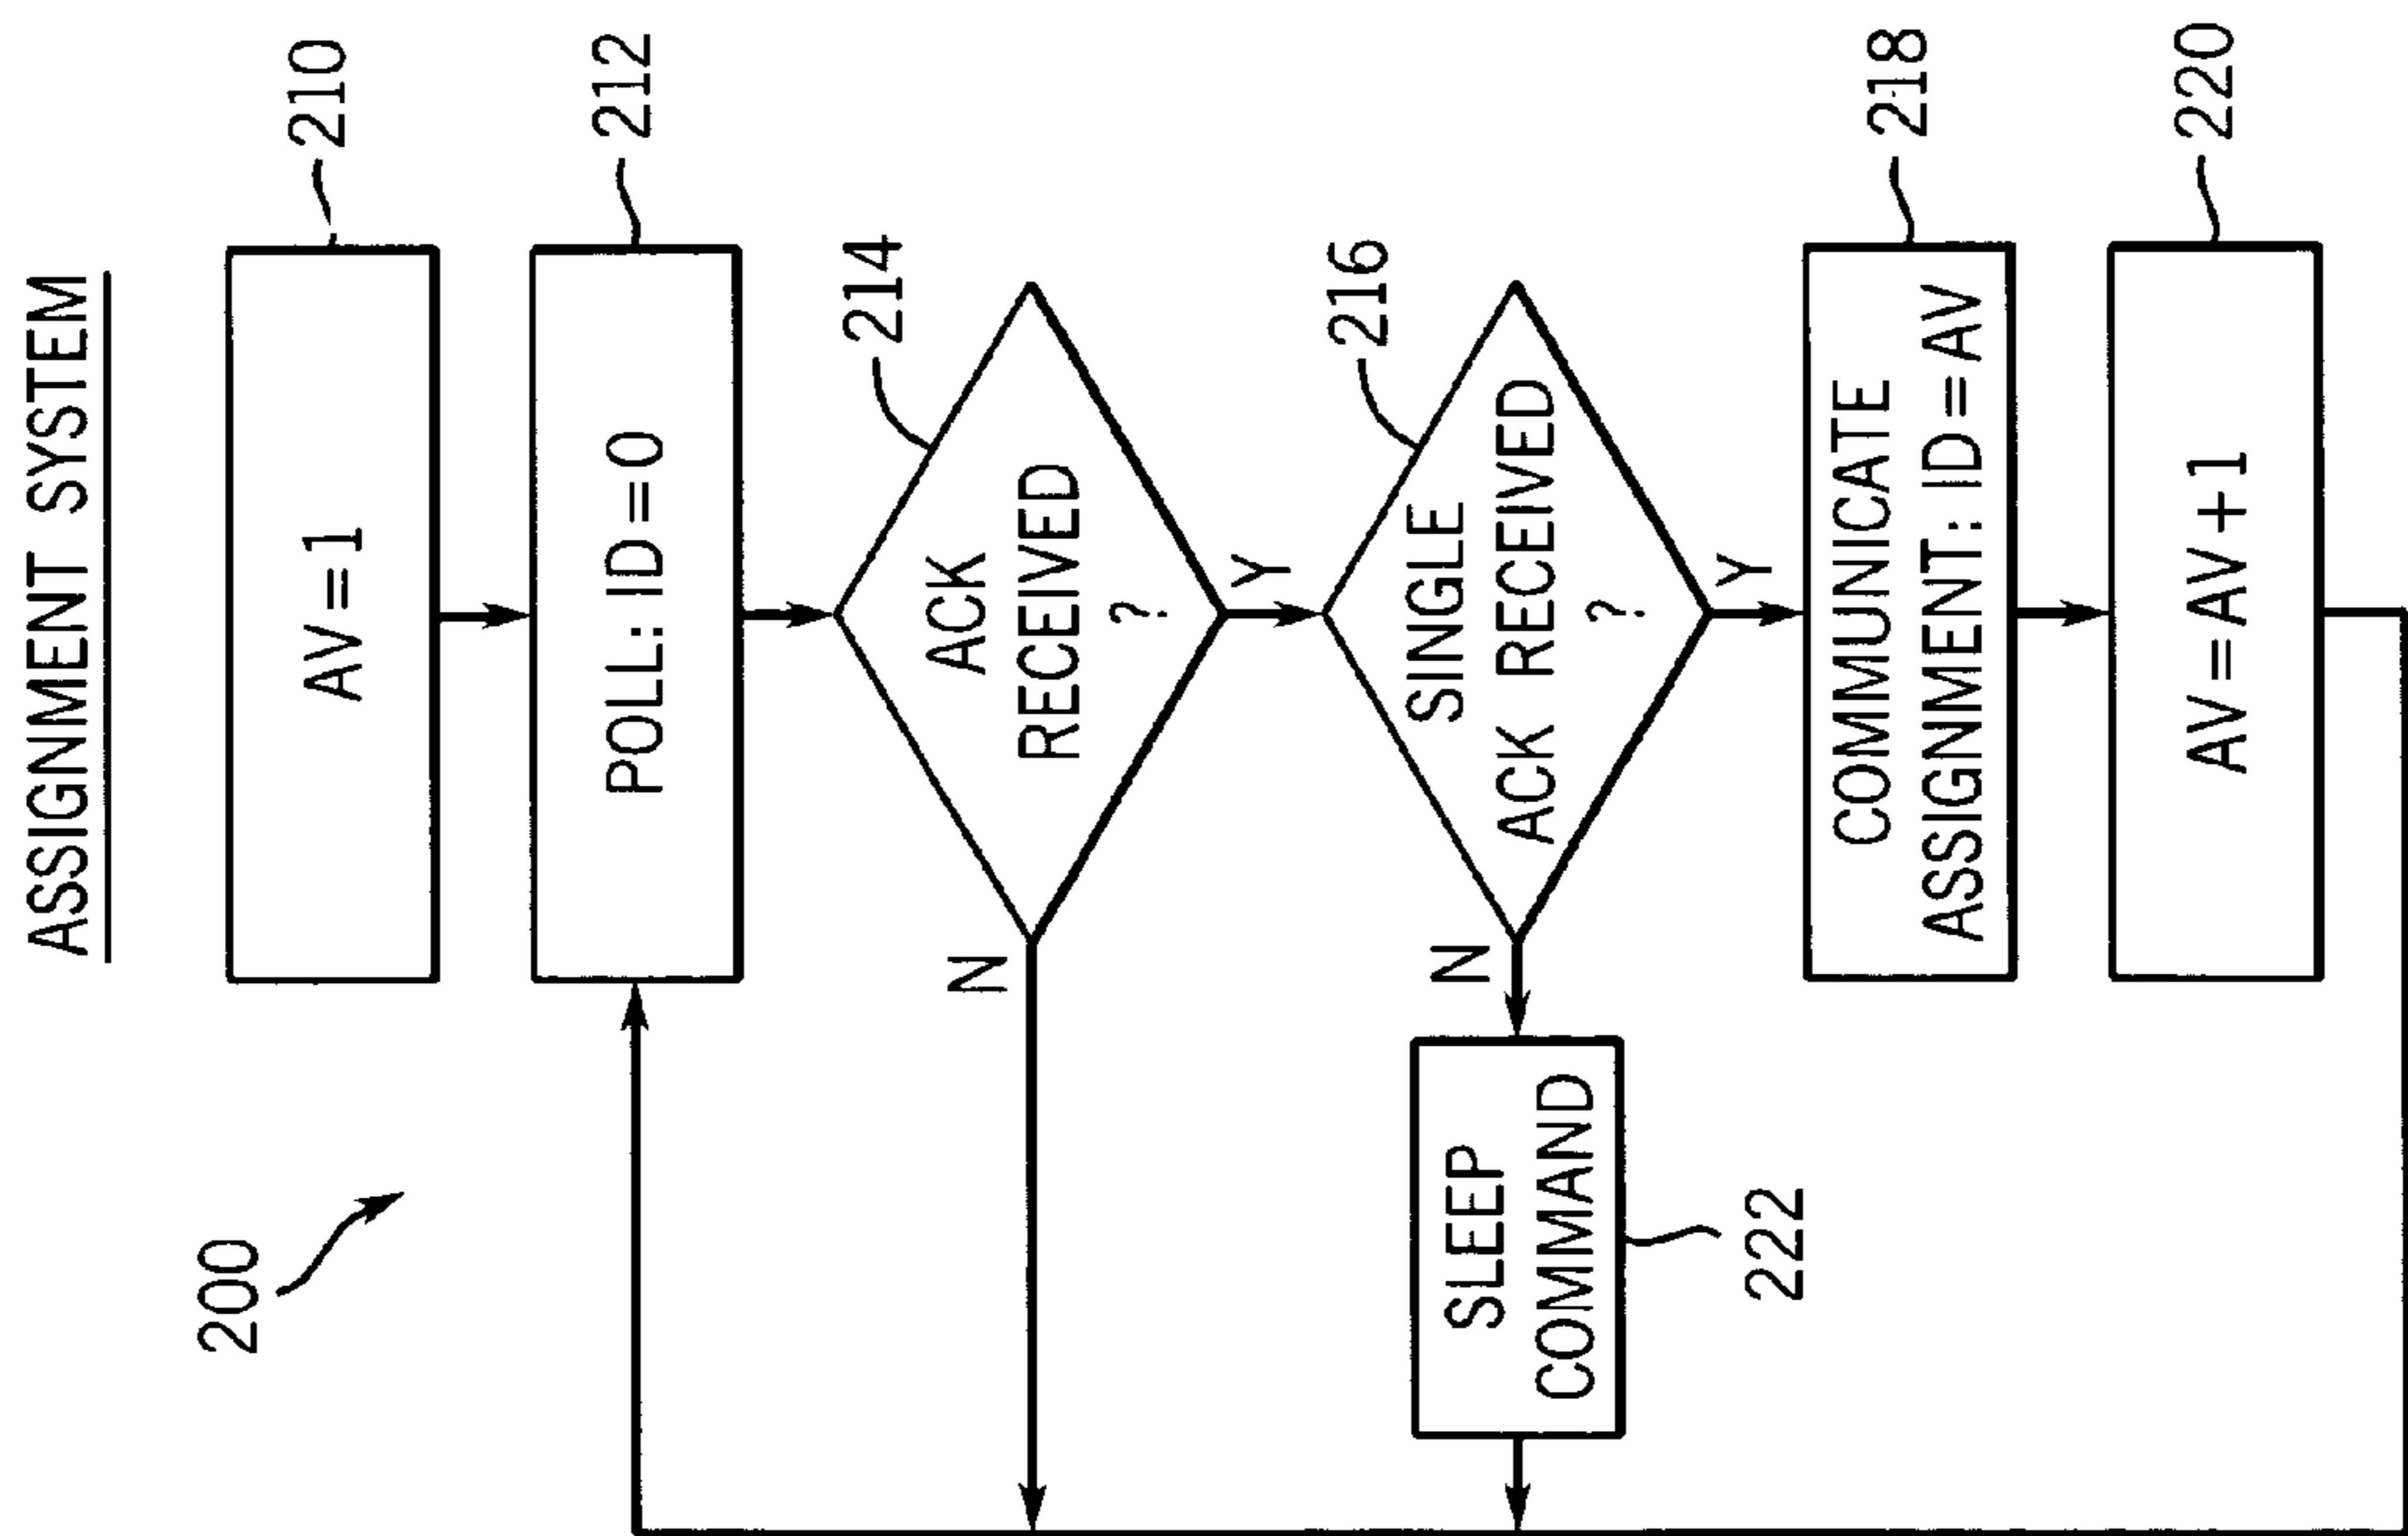 ASSIGNMENT SYSTEM
200
AV = 1
210
POLL: ID = 0
212
ACK
RECEIVED
?
214
N
Y
SINGLE
ACK RECEIVED
?
216
N
Y
SLEEP
COMMAND
222
COMMUNICATE
ASSIGNMENT: ID = AV
218
AV = AV + 1
220